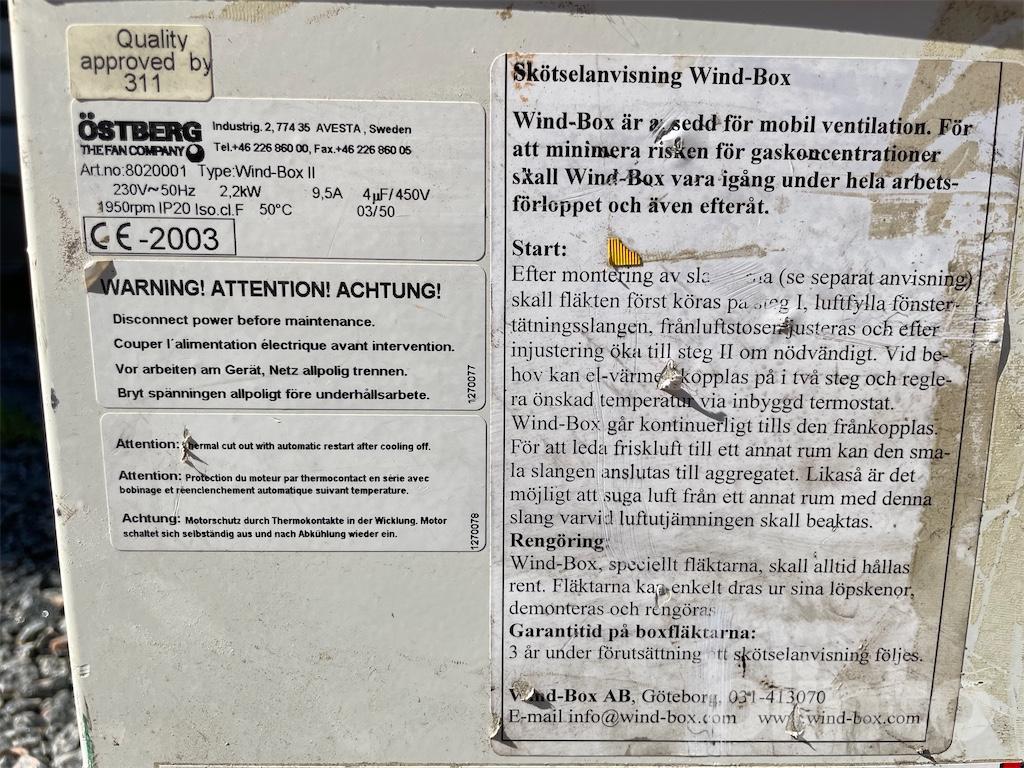 Quality
approved by
311
ÖSTBERG
THE FAN COMPANY
Industrig. 2, 774 35 AVESTA, Sweden
Tel.+46 226 860 00, Fax.+46 226 860 05
Art.no:8020001 Type:Wind-Box II
230V~50Hz 2,2kW 9,5A 4µF/450V
1950rpm IP20 Iso.cl.F 50°C 03/50
CE-2003
WARNING! ATTENTION! ACHTUNG!
Disconnect power before maintenance.
Couper l´alimentation électrique avant intervention.
Vor arbeiten am Gerät, Netz allpolig trennen.
Bryt spänningen allpoligt före underhållsarbete.
1270077
Attention: Thermal cut out with automatic restart after cooling off.
Attention: Protection du moteur par thermocontact en série avec
bobinage et réenclenchement automatique suivant temperature.
Achtung: Motorschutz durch Thermokontakte in der Wicklung. Motor
schaltet sich selbständig aus und nach Abkühlung wieder ein.
1270078
Skötselanvisning Wind-Box
Wind-Box är avsedd för mobil ventilation. För
att minimera risken för gaskoncentrationer
skall Wind-Box vara igång under hela arbets-
förloppet och även efteråt.
Start:
Efter montering av (se separat anvisning)
skall fläkten först köras på steg I, luftfylla fönster-
tätningsslangen, frånluftstosen justeras och efter
injustering öka till steg II om nödvändigt. Vid be-
hov kan el-värme kopplas på i två steg och regle-
ra önskad temperatur via inbyggd termostat.
Wind-Box går kontinuerligt tills den frånkopplas.
För att leda friskluft till ett annat rum kan den sma-
la slangen anslutas till aggregatet. Likaså är det
möjligt att suga luft från ett annat rum med denna
slang varvid luftutjämningen skall beaktas.
Rengöring:
Wind-Box, speciellt fläktarna, skall alltid hållas
rent. Fläktarna kan enkelt dras ur sina löpskenor,
demonteras och rengöras
Garantitid på boxfläktarna:
3 år under förutsättning att skötselanvisning följes.
Wind-Box AB, Göteborg, 031-413070
E-mail info@wind-box.com www.wind-box.com